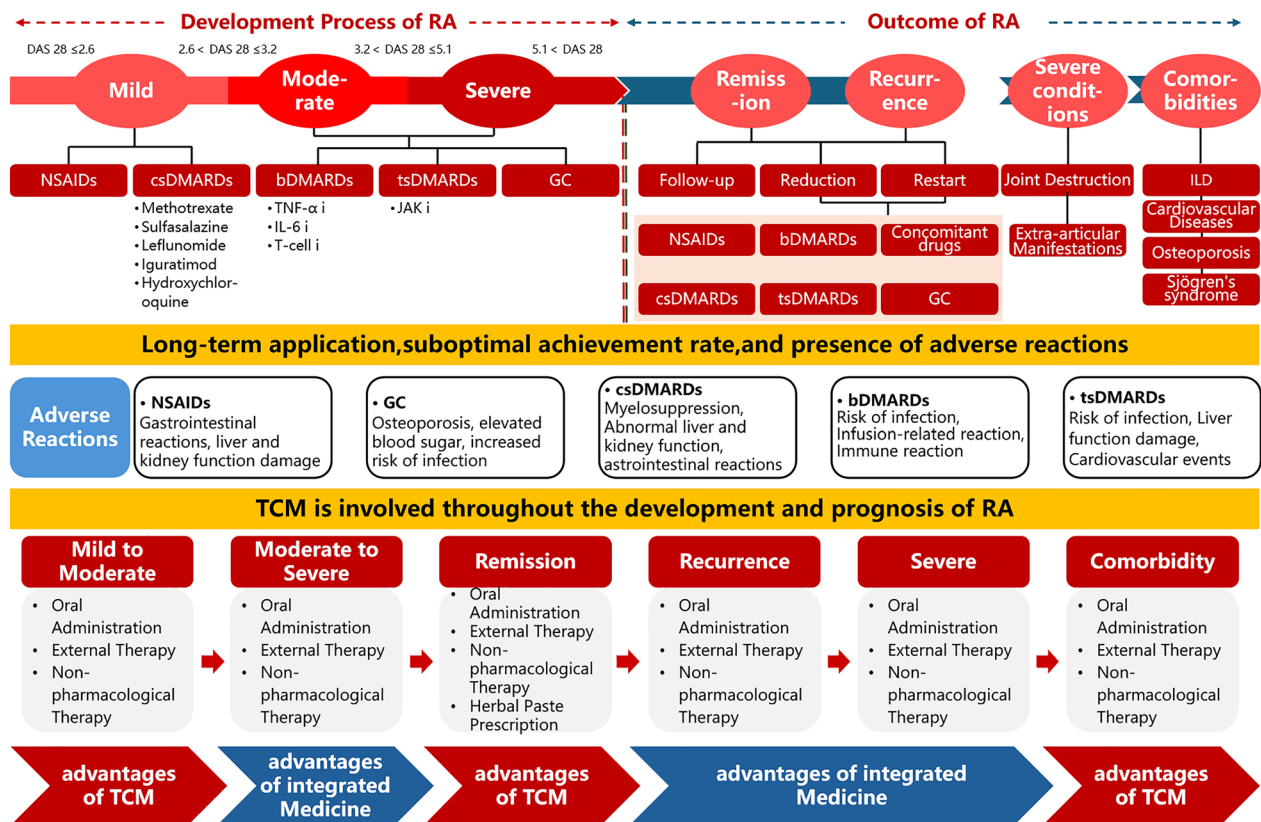 Development Process of RA
Outcome of RA
DAS 28 ≤2.6
2.6 < DAS 28 ≤3.2
3.2 < DAS 28 ≤5.1
5.1 < DAS 28
Mild
Mode-
rate
Severe
Remiss
-ion
Recurr-
ence
Severe
condit-
ions
Comor-
bidities
NSAIDs
csDMARDs
bDMARDs
tsDMARDs
GC
Follow-up
Reduction
Restart
Joint Destruction
ILD
• Methotrexate
• Sulfasalazine
• Leflunomide
• Iguratimod
• Hydroxychlor-
oquine
• TNF-α i
• IL-6 i
• T-cell i
• JAK i
NSAIDs
bDMARDs
Concomitant
drugs
csDMARDs
tsDMARDs
GC
Extra-articular
Manifestations
Cardiovascular
Diseases
Osteoporosis
Sjögren's
syndrome
Long-term application,suboptimal achievement rate,and presence of adverse reactions
Adverse
Reactions
• NSAIDs
Gastrointestinal
reactions, liver and
kidney function damage
• GC
Osteoporosis, elevated
blood sugar, increased
risk of infection
• csDMARDs
Myelosuppression,
Abnormal liver and
kidney function,
astrointestinal reactions
• bDMARDs
Risk of infection,
Infusion-related reaction,
Immune reaction
• tsDMARDs
Risk of infection, Liver
function damage,
Cardiovascular events
TCM is involved throughout the development and prognosis of RA
Mild to
Moderate
• Oral
Administration
• External Therapy
• Non-
pharmacological
Therapy
Moderate to
Severe
• Oral
Administration
• External Therapy
• Non-
pharmacological
Therapy
Remission
• Oral
Administration
• External Therapy
• Non-
pharmacological
Therapy
• Herbal Paste
Prescription
Recurrence
• Oral
Administration
• External Therapy
• Non-
pharmacological
Therapy
Severe
• Oral
Administration
• External Therapy
• Non-
pharmacological
Therapy
Comorbidity
• Oral
Administration
• External Therapy
• Non-
pharmacological
Therapy
advantages
of TCM
advantages
of integrated
Medicine
advantages
of TCM
advantages of integrated
Medicine
advantages
of TCM